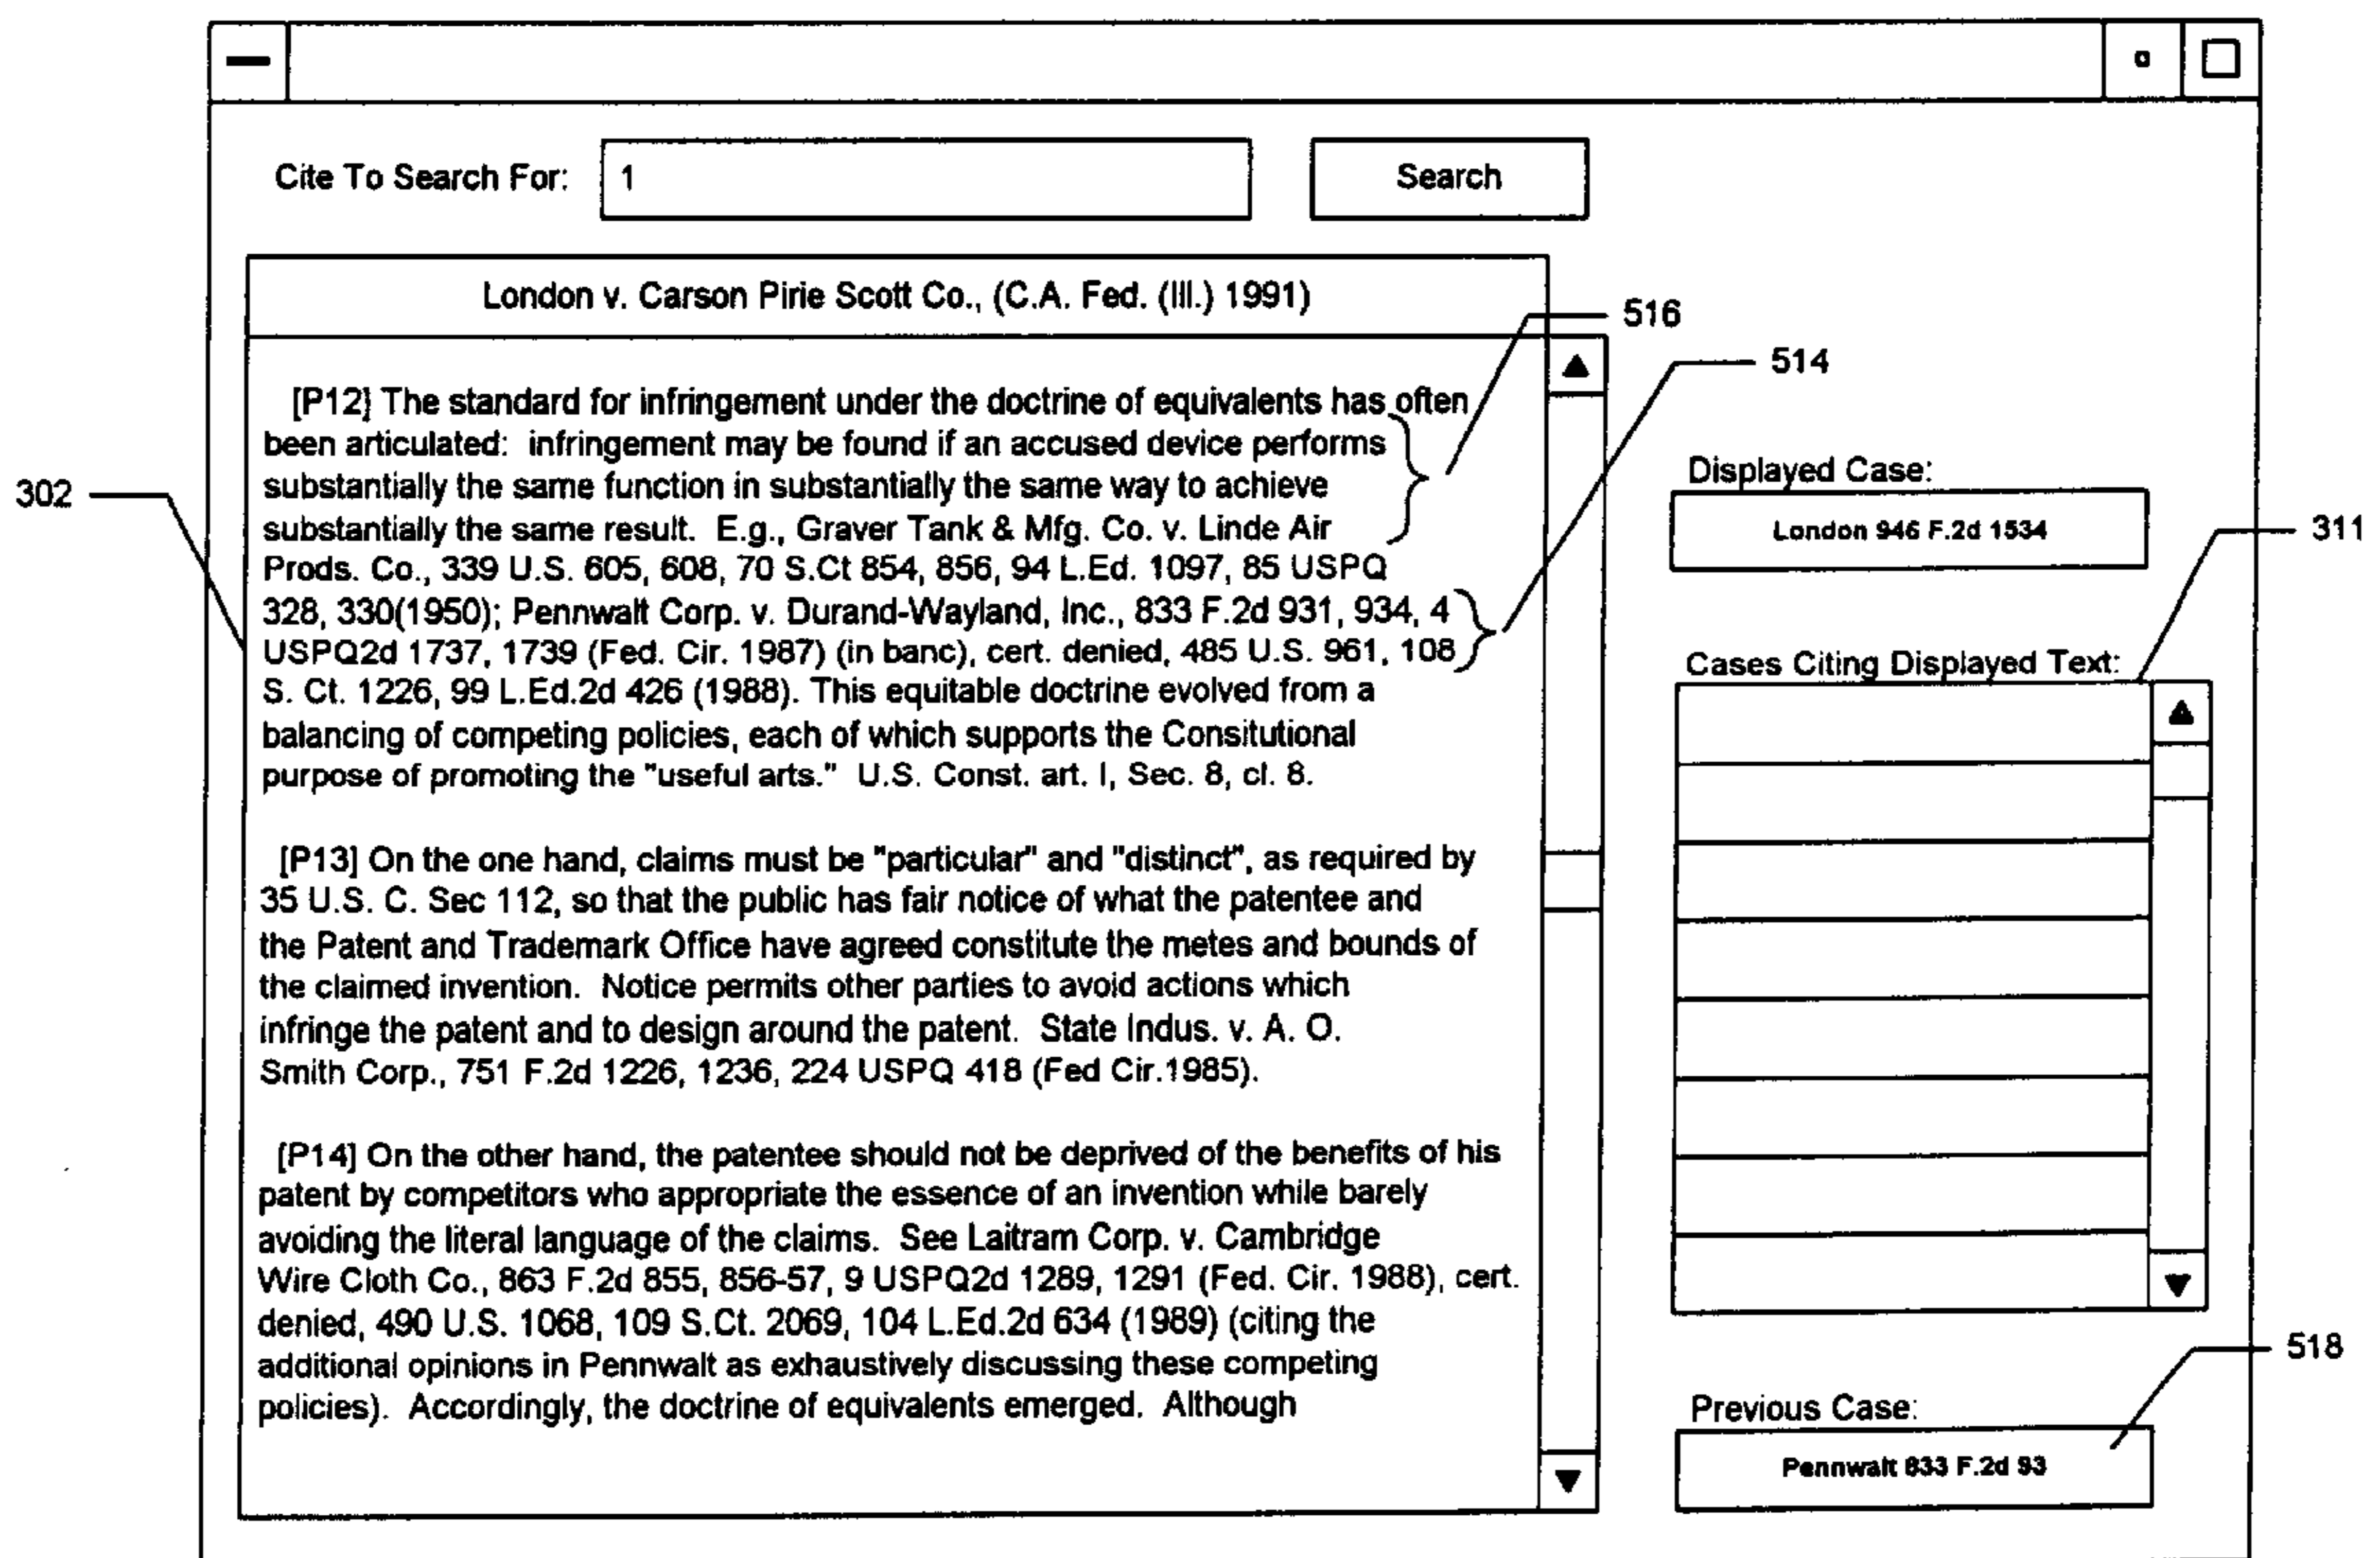 Cite To Search For: 1 Search
London v. Carson Pirie Scott Co., (C.A. Fed. (Ill.) 1991)
516
514
[P12] The standard for infringement under the doctrine of equivalents has often
been articulated: infringement may be found if an accused device performs
substantially the same function in substantially the same way to achieve
substantially the same result. E.g., Graver Tank & Mfg. Co. v. Linde Air
Prods. Co., 339 U.S. 605, 608, 70 S.Ct 854, 856, 94 L.Ed. 1097, 85 USPQ
328, 330(1950); Pennwalt Corp. v. Durand-Wayland, Inc., 833 F.2d 931, 934, 4
USPQ2d 1737, 1739 (Fed. Cir. 1987) (in banc), cert. denied, 485 U.S. 961, 108
S. Ct. 1226, 99 L.Ed.2d 426 (1988). This equitable doctrine evolved from a
balancing of competing policies, each of which supports the Consitutional
purpose of promoting the "useful arts." U.S. Const. art. I, Sec. 8, cl. 8.
[P13] On the one hand, claims must be "particular" and "distinct", as required by
35 U.S. C. Sec 112, so that the public has fair notice of what the patentee and
the Patent and Trademark Office have agreed constitute the metes and bounds of
the claimed invention. Notice permits other parties to avoid actions which
infringe the patent and to design around the patent. State Indus. v. A. O.
Smith Corp., 751 F.2d 1226, 1236, 224 USPQ 418 (Fed Cir.1985).
[P14] On the other hand, the patentee should not be deprived of the benefits of his
patent by competitors who appropriate the essence of an invention while barely
avoiding the literal language of the claims. See Laitram Corp. v. Cambridge
Wire Cloth Co., 863 F.2d 855, 856-57, 9 USPQ2d 1289, 1291 (Fed. Cir. 1988), cert.
denied, 490 U.S. 1068, 109 S.Ct. 2069, 104 L.Ed.2d 634 (1989) (citing the
additional opinions in Pennwalt as exhaustively discussing these competing
policies). Accordingly, the doctrine of equivalents emerged. Although
302
Displayed Case:
London 946 F.2d 1534
311
Cases Citing Displayed Text:
518
Previous Case:
Pennwalt 833 F.2d 93